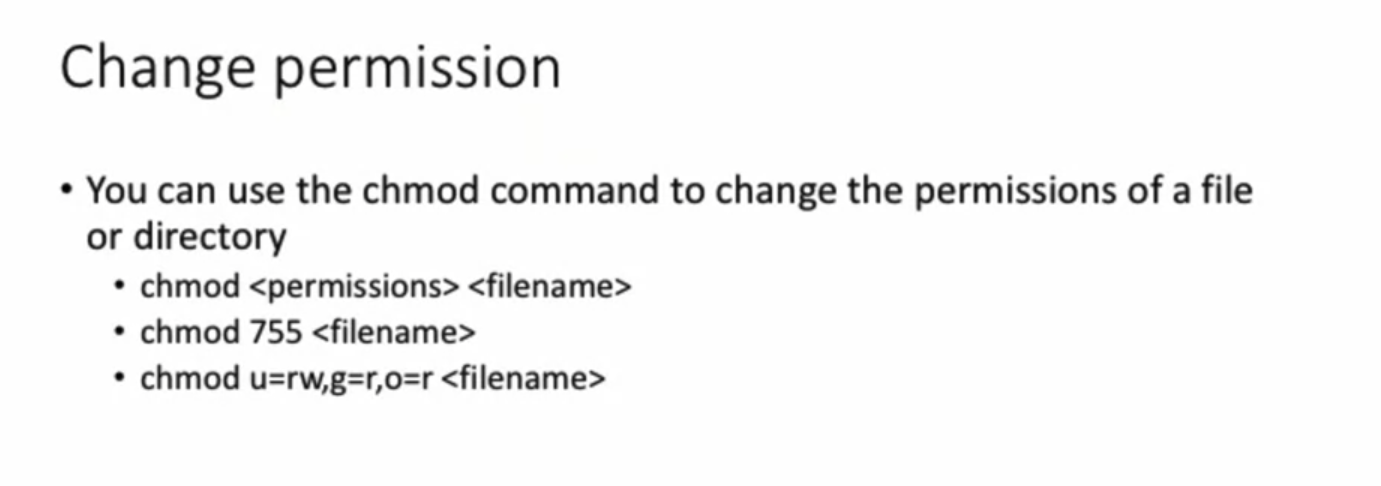 Change permission
• You can use the chmod command to change the permissions of a file
or directory
• chmod <permissions> <filename>
• chmod 755 <filename>
• chmod u=rw,g=r,o=r <filename>